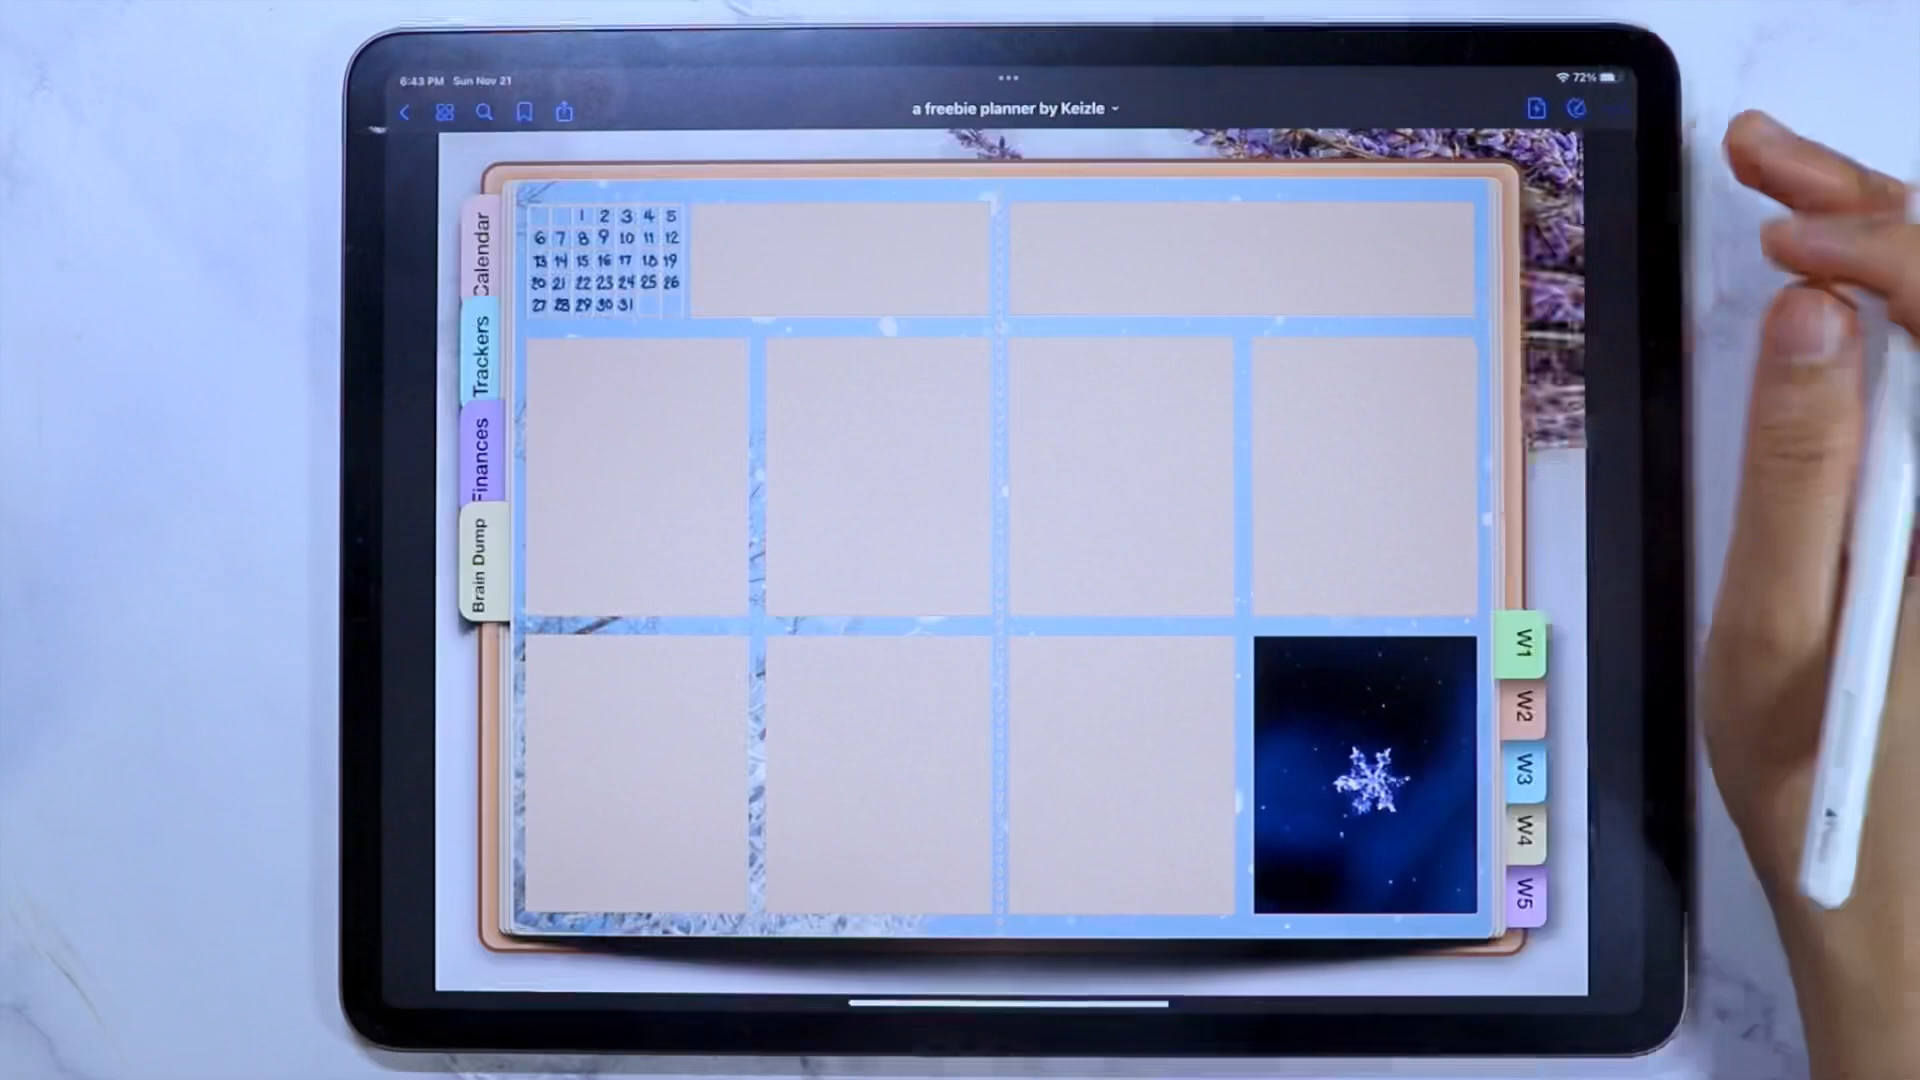 6:43 PM Sun Nov 21
72%
a freebie planner by Keizle
Calendar
Trackers
Finances
Brain Dump
1 2 3 4 5
6 7 8 9 10 11 12
13 14 15 16 17 18 19
20 21 22 23 24 25 26
27 28 29 30 31
W1
W2
W3
W4
W5